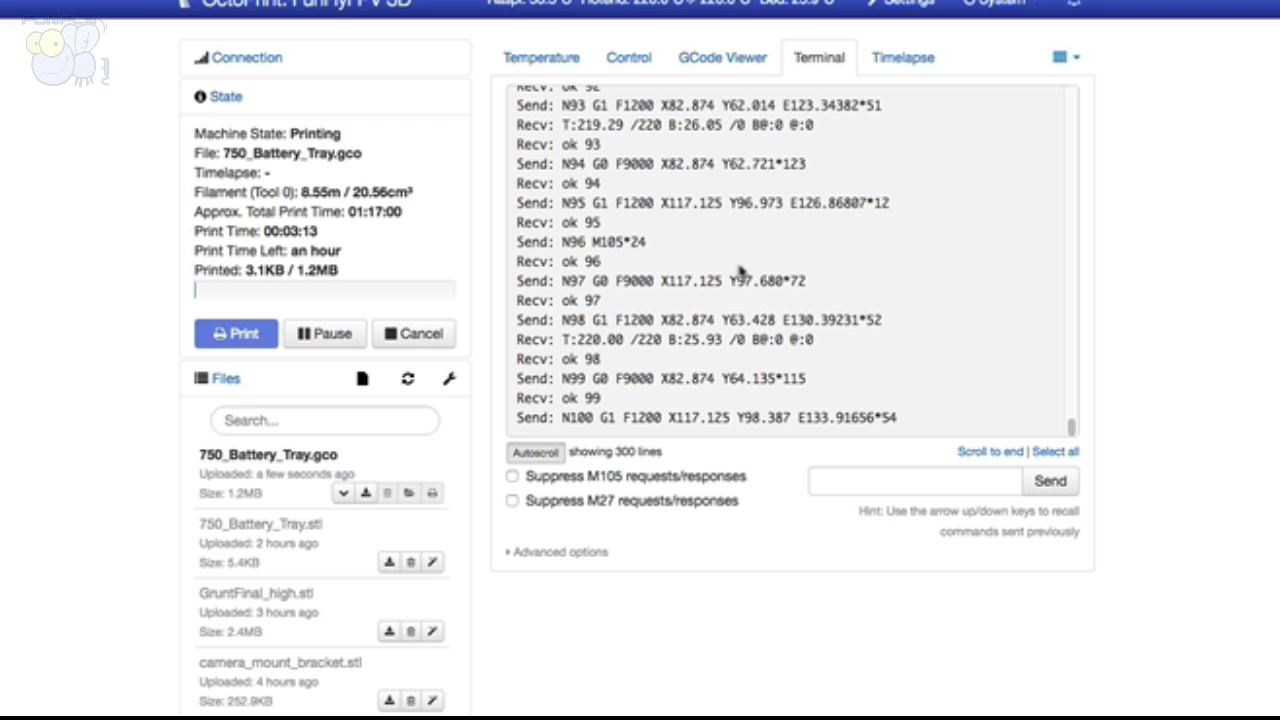 OctoPrint: FunFlyFPV 3D
Settings
System
Connection
State
Machine State: Printing
File: 750_Battery_Tray.gco
Timelapse: -
Filament (Tool 0): 8.55m / 20.56cm³
Approx. Total Print Time: 01:17:00
Print Time: 00:03:13
Print Time Left: an hour
Printed: 3.1KB / 1.2MB
Print
Pause
Cancel
Files
Search...
750_Battery_Tray.gco
Uploaded: a few seconds ago
Size: 1.2MB
750_Battery_Tray.stl
Uploaded: 2 hours ago
Size: 5.4KB
GruntFinal_high.stl
Uploaded: 3 hours ago
Size: 2.4MB
camera_mount_bracket.stl
Uploaded: 4 hours ago
Size: 252.9KB
Temperature
Control
GCode Viewer
Terminal
Timelapse
Recv: ok 92
Send: N93 G1 F1200 X82.874 Y62.014 E123.34382*51
Recv: T:219.29 /220 B:26.05 /0 B@:0 @:0
Recv: ok 93
Send: N94 G0 F9000 X82.874 Y62.721*123
Recv: ok 94
Send: N95 G1 F1200 X117.125 Y96.973 E126.86807*12
Recv: ok 95
Send: N96 M105*24
Recv: ok 96
Send: N97 G0 F9000 X117.125 Y97.680*72
Recv: ok 97
Send: N98 G1 F1200 X82.874 Y63.428 E130.39231*52
Recv: T:220.00 /220 B:25.93 /0 B@:0 @:0
Recv: ok 98
Send: N99 G0 F9000 X82.874 Y64.135*115
Recv: ok 99
Send: N100 G1 F1200 X117.125 Y98.387 E133.91656*54
Autoscroll showing 300 lines
Scroll to end | Select all
Suppress M105 requests/responses
Suppress M27 requests/responses
Send
Hint: Use the arrow up/down keys to recall
commands sent previously
Advanced options